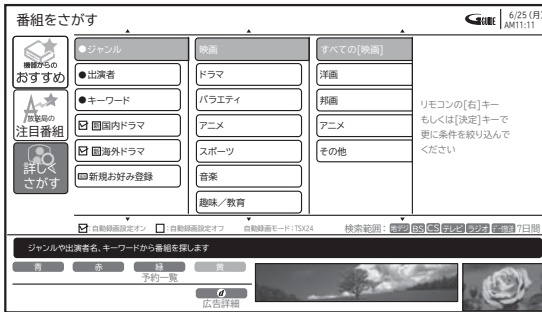 番組をさがす
GGUIDE
6/25 (月)
AM11:11
機器からの
おすすめ
放送局の
注目番組
詳しく
さがす
●ジャンル
●出演者
●キーワード
国内ドラマ
海外ドラマ
新規お好み登録
映画
ドラマ
バラエティ
アニメ
スポーツ
音楽
趣味／教育
すべての[映画]
洋画
邦画
アニメ
その他
リモコンの[右]キー
もしくは[決定]キーで
更に条件を絞り込んで
ください
:自動録画設定オン :自動録画設定オフ 自動録画モード:TSX24 検索範囲: 地デジ BS CS テレビ ラジオ データ 7日間
ジャンルや出演者名、キーワードから番組を探します
青 赤 緑 黄
予約一覧
d
広告詳細